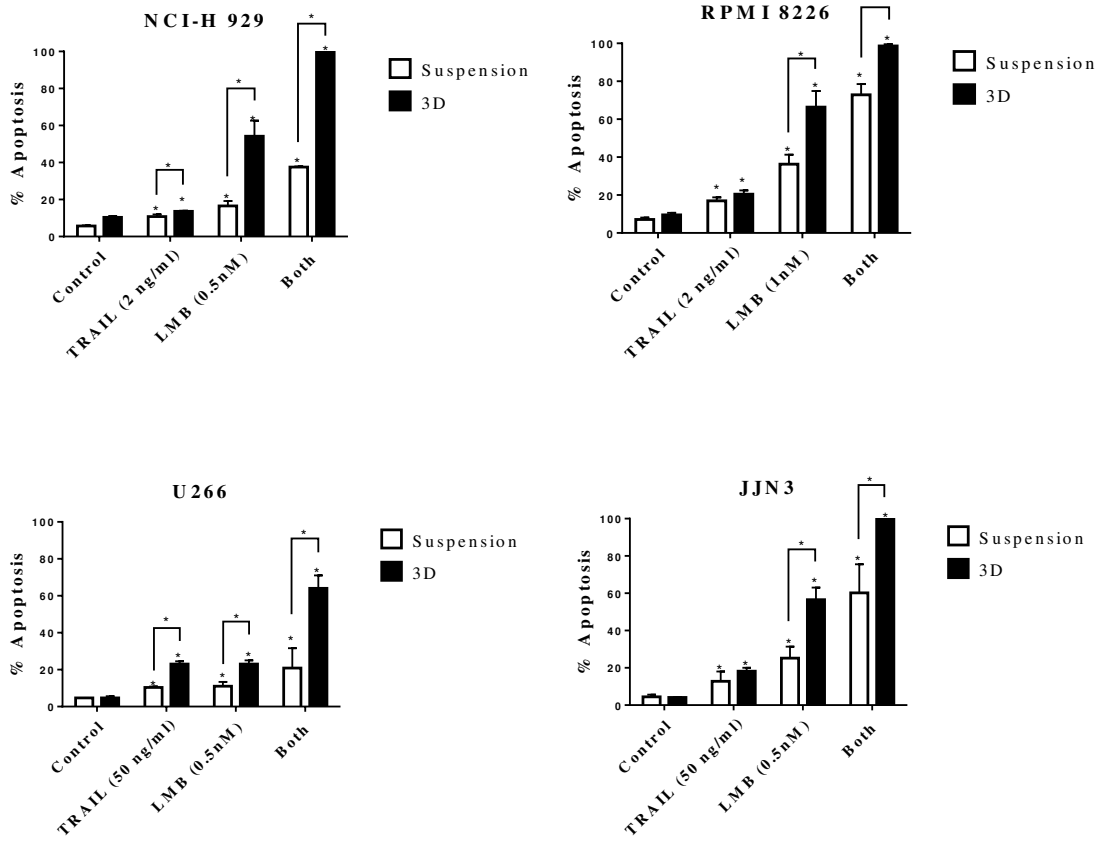 NCI-H 929
*
*
*
* * * * * *
% Apoptosis
100
80
60
40
20
0
Control
TRAIL (2 ng/ml)
LMB (0.5nM)
Both
Suspension
3D
RPMI 8226
*
* * * * * *
% Apoptosis
100
80
60
40
20
0
Control
TRAIL (2 ng/ml)
LMB (1nM)
Both
Suspension
3D
U266
*
*
*
* * * * * *
% Apoptosis
100
80
60
40
20
0
Control
TRAIL (50 ng/ml)
LMB (0.5nM)
Both
Suspension
3D
JJN3
*
*
* * * * * *
% Apoptosis
100
80
60
40
20
0
Control
TRAIL (50 ng/ml)
LMB (0.5nM)
Both
Suspension
3D